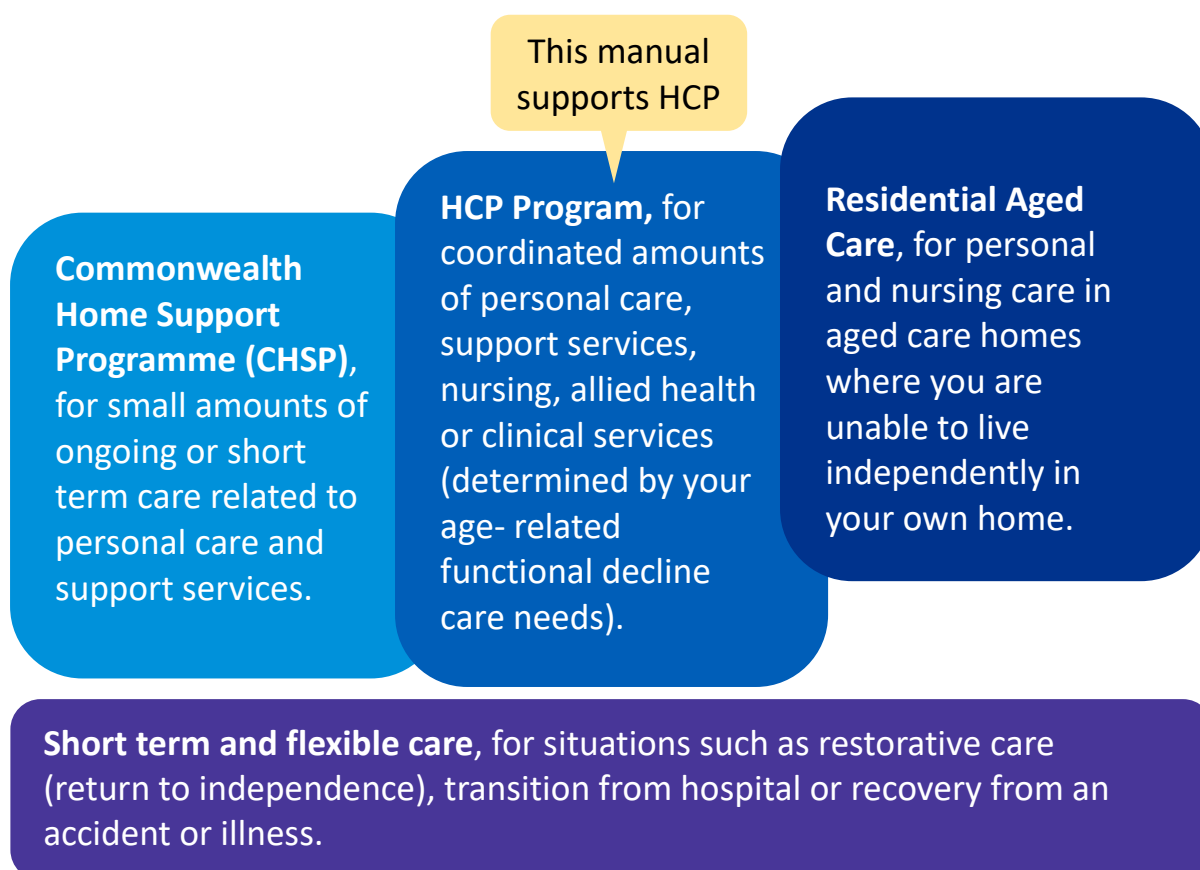 This manual
supports HCP
Commonwealth
Home Support
Programme (CHSP),
for small amounts of
ongoing or short
term care related to
personal care and
support services.
HCP Program, for
coordinated amounts
of personal care,
support services,
nursing, allied health
or clinical services
(determined by your
age- related
functional decline
care needs).
Residential Aged
Care, for personal
and nursing care in
aged care homes
where you are
unable to live
independently in
your own home.
Short term and flexible care, for situations such as restorative care
(return to independence), transition from hospital or recovery from an
accident or illness.